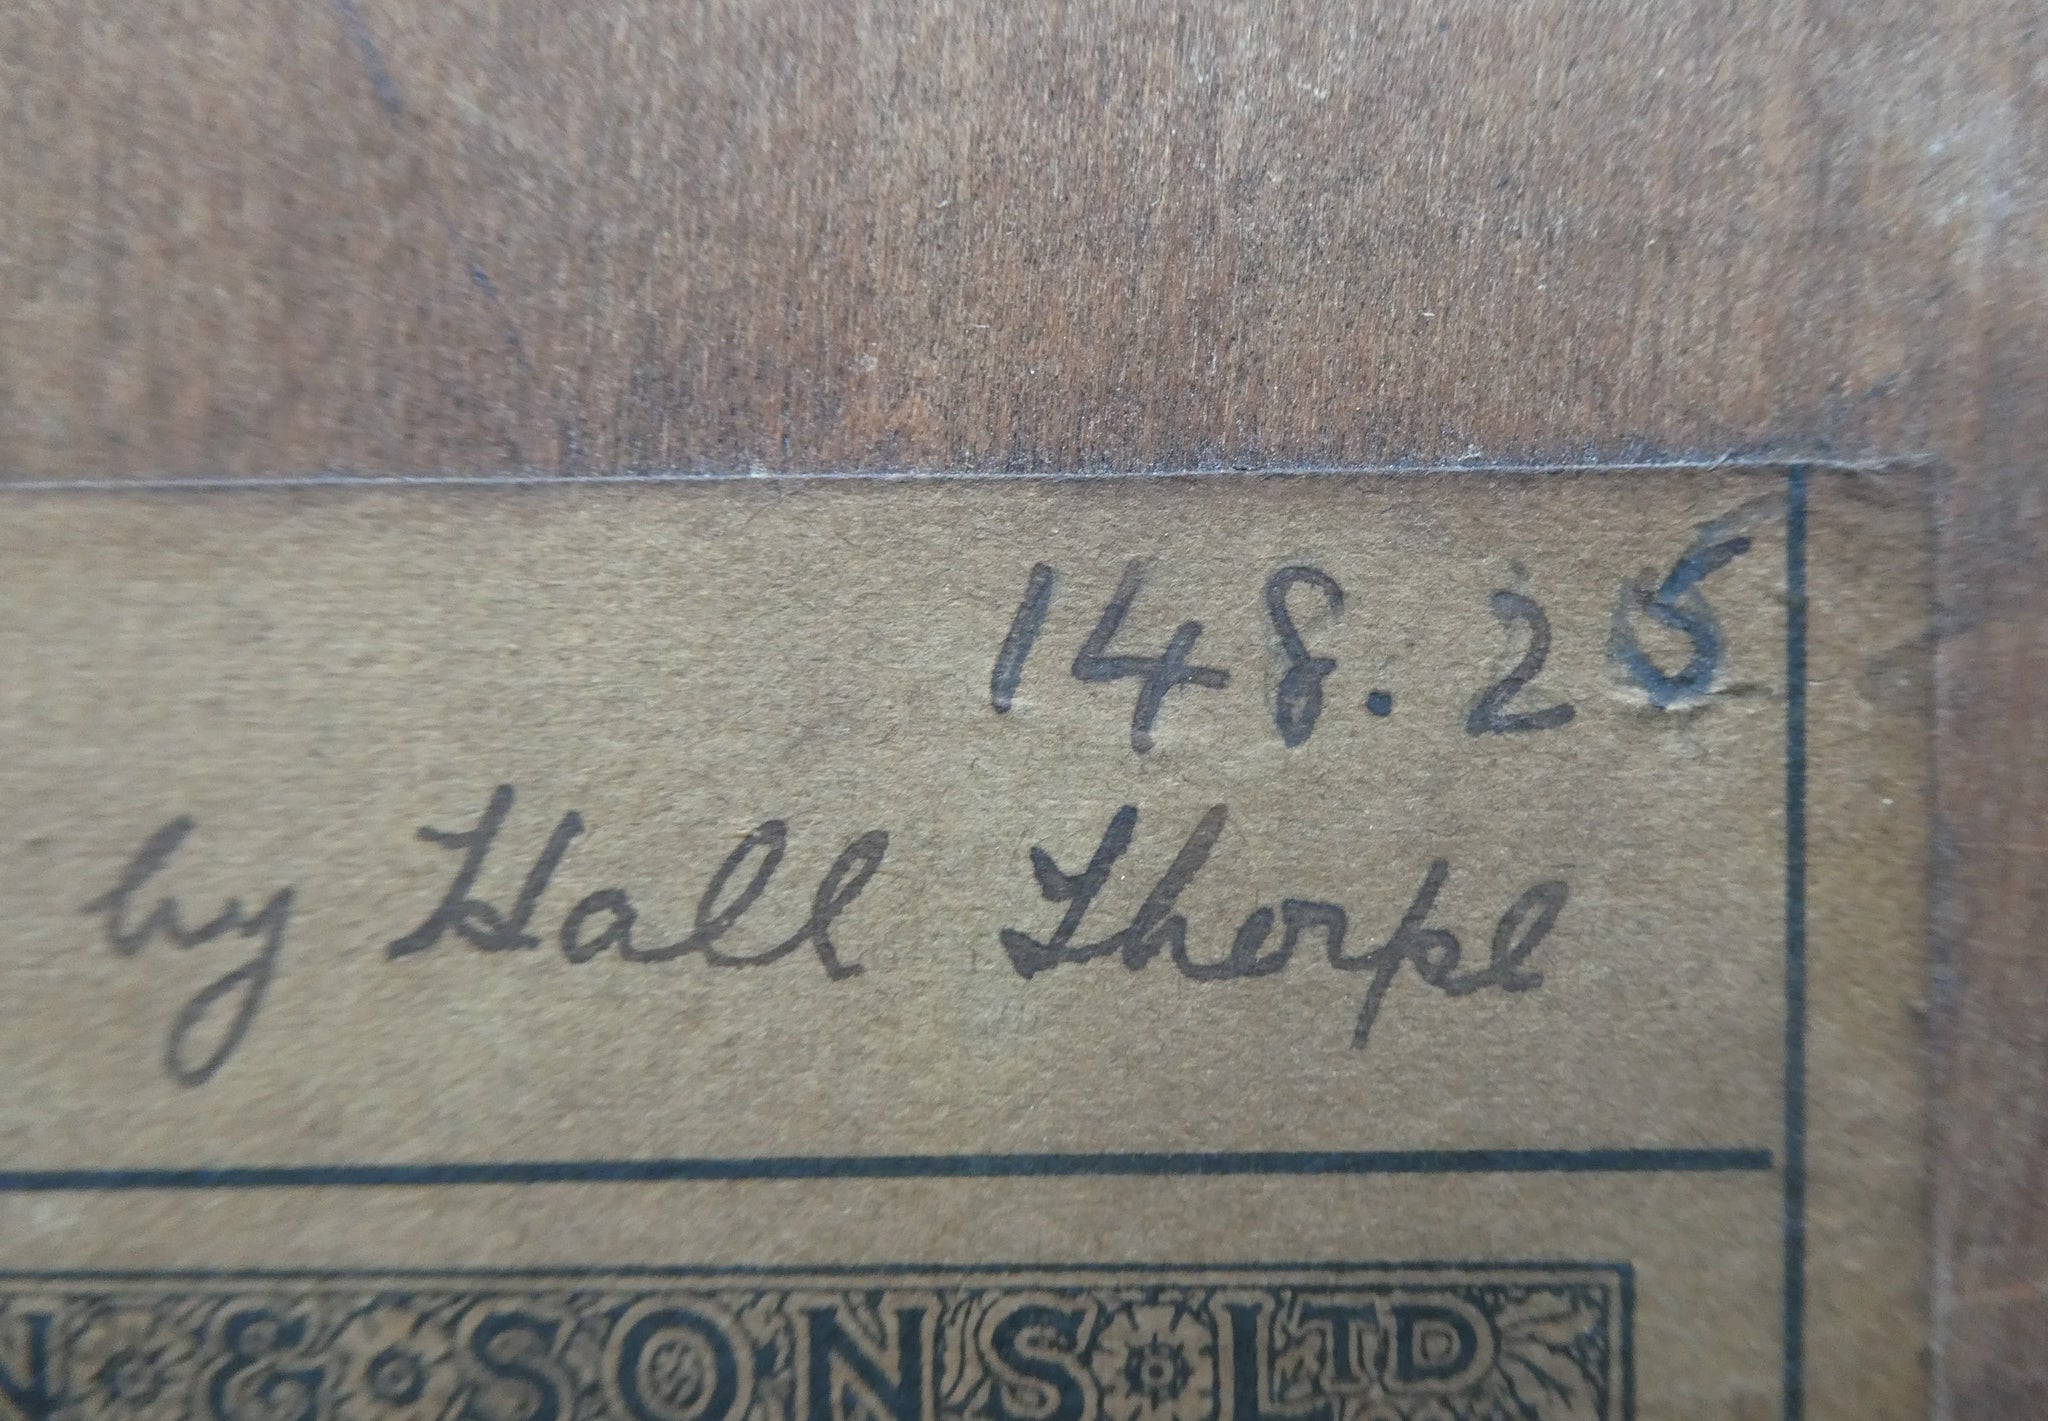 148.25
by Hall Thorpe
N & SONS LTD